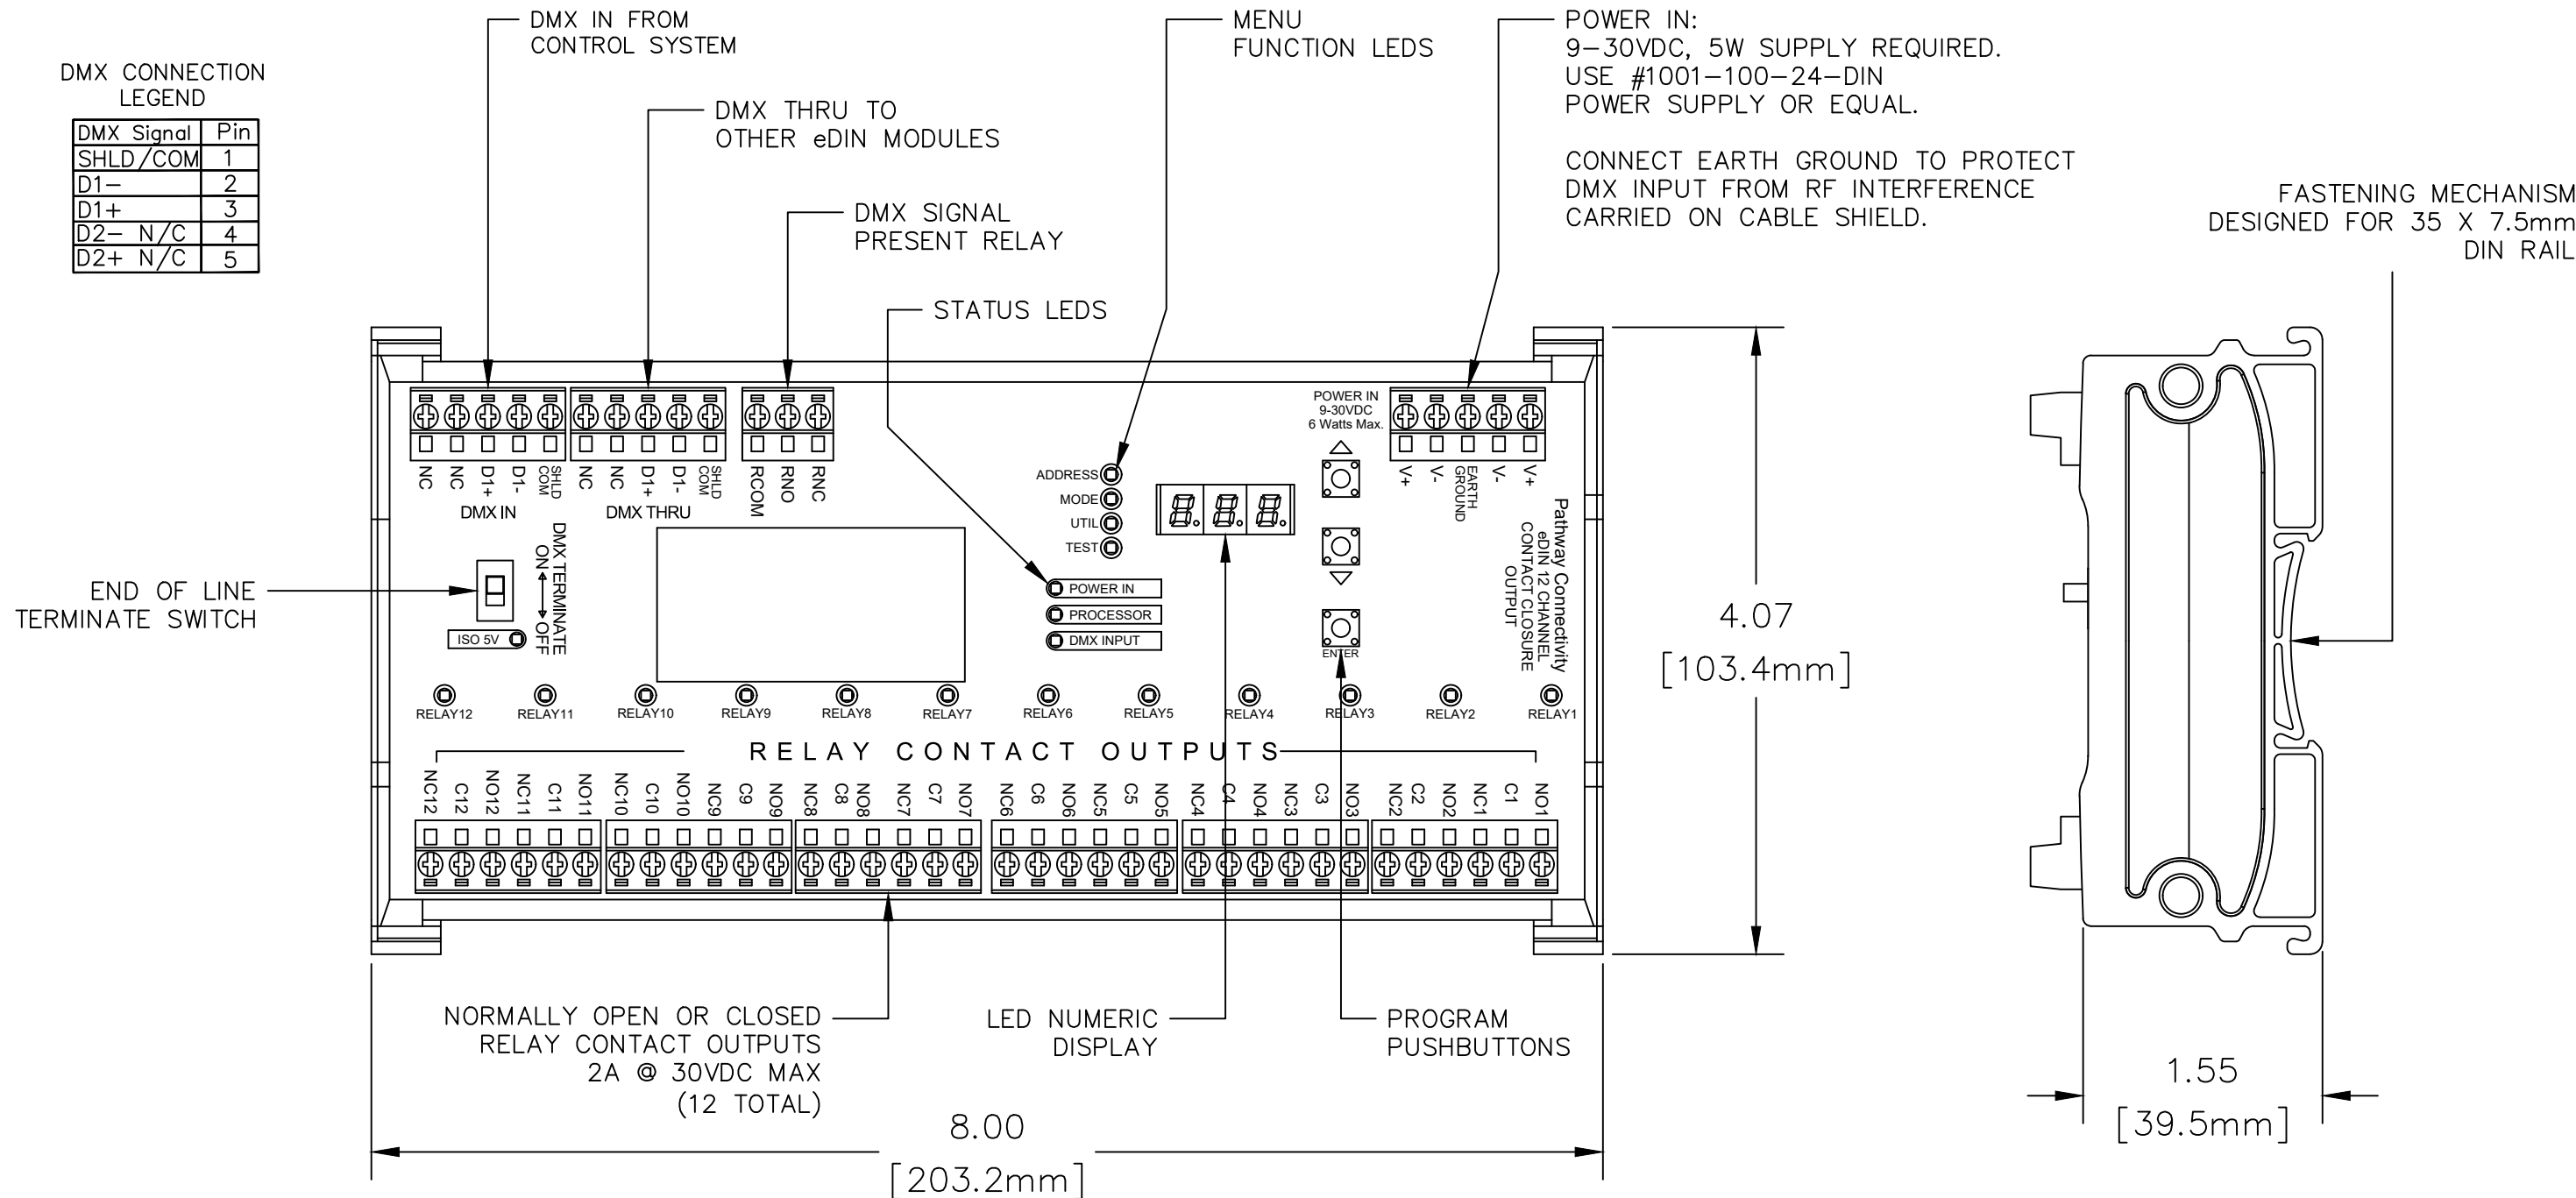 DMX IN FROM
CONTROL SYSTEM
MENU
FUNCTION LEDS
POWER IN:
9-30VDC, 5W SUPPLY REQUIRED.
USE #1001-100-24-DIN
POWER SUPPLY OR EQUAL.
CONNECT EARTH GROUND TO PROTECT
DMX INPUT FROM RF INTERFERENCE
CARRIED ON CABLE SHIELD.
DMX CONNECTION
LEGEND
DMX Signal Pin
SHLD/COM 1
D1- 2
D1+ 3
D2- N/C 4
D2+ N/C 5
DMX THRU TO
OTHER eDIN MODULES
DMX SIGNAL
PRESENT RELAY
STATUS LEDS
FASTENING MECHANISM
DESIGNED FOR 35 X 7.5mm
DIN RAIL
NC NC D1+ D1- SHLD COM
DMX IN
NC NC D1+ D1- SHLD COM
DMX THRU
RCOM RNO RNC
ADDRESS
MODE
UTIL
TEST
8.8.8.
POWER IN
9-30VDC
6 Watts Max.
V+ V- EARTH GROUND V- V+
Pathway Connectivity
eDIN 12 CHANNEL
CONTACT CLOSURE
OUTPUT
END OF LINE
TERMINATE SWITCH
DMX TERMINATE
ON OFF
ISO 5V
POWER IN
PROCESSOR
DMX INPUT
ENTER
RELAY12 RELAY11 RELAY10 RELAY9 RELAY8 RELAY7 RELAY6 RELAY5 RELAY4 RELAY3 RELAY2 RELAY1
RELAY CONTACT OUTPUTS
NC12 C12 NO12 NC11 C11 NO11 NC10 C10 NO10 NC9 C9 NO9 NC8 C8 NO8 NC7 C7 NO7 NC6 C6 NO6 NC5 C5 NO5 NC4 C4 NO4 NC3 C3 NO3 NC2 C2 NO2 NC1 C1 NO1
4.07
[103.4mm]
NORMALLY OPEN OR CLOSED
RELAY CONTACT OUTPUTS
2A @ 30VDC MAX
(12 TOTAL)
LED NUMERIC
DISPLAY
PROGRAM
PUSHBUTTONS
8.00
[203.2mm]
1.55
[39.5mm]